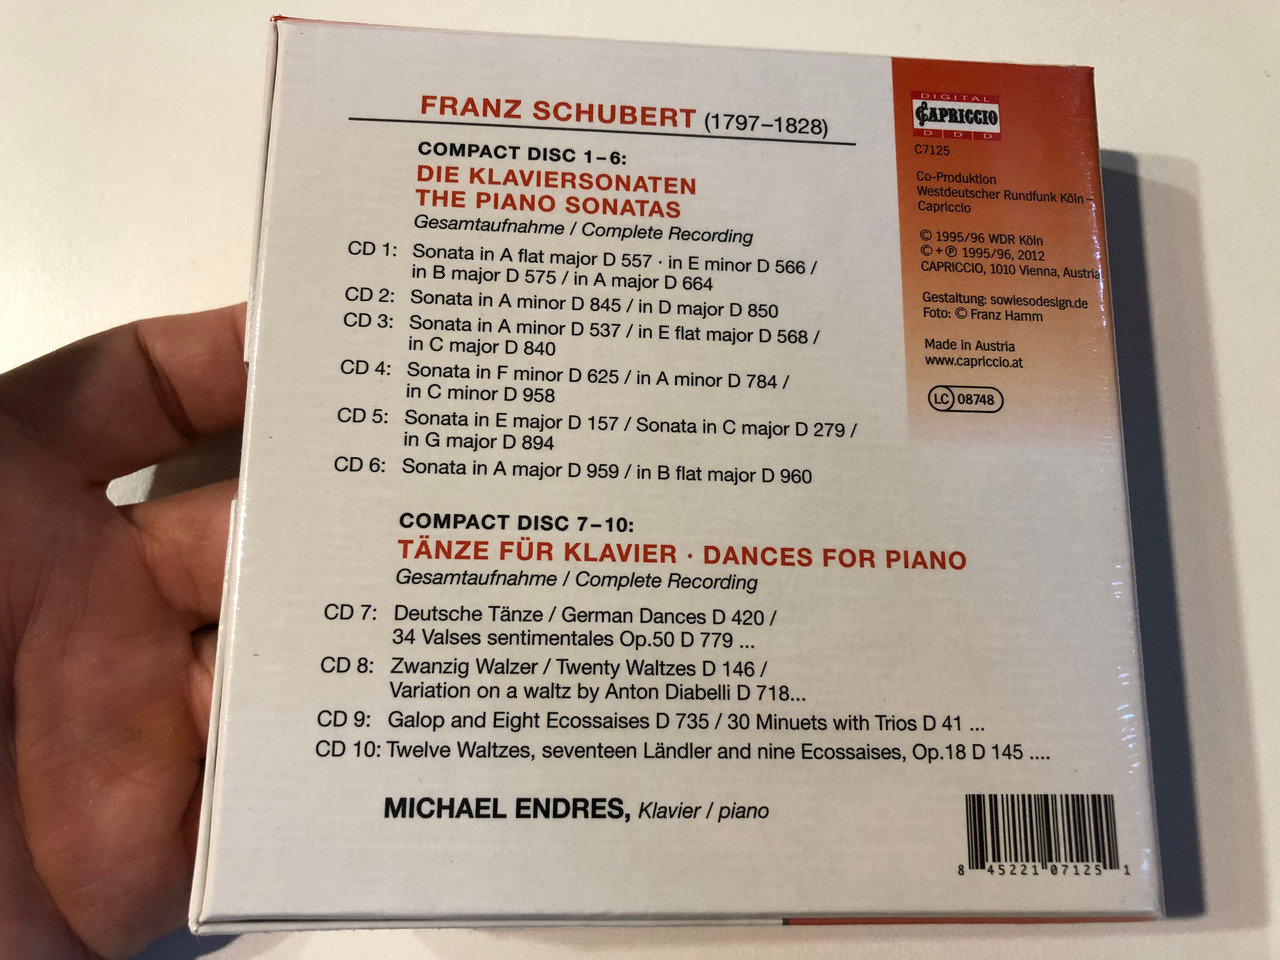 FRANZ SCHUBERT (1797–1828)
COMPACT DISC 1–6:
DIE KLAVIERSONATEN
THE PIANO SONATAS
Gesamtaufnahme / Complete Recording
CD 1: Sonata in A flat major D 557 · in E minor D 566 /
in B major D 575 / in A major D 664
CD 2: Sonata in A minor D 845 / in D major D 850
CD 3: Sonata in A minor D 537 / in E flat major D 568 /
in C major D 840
CD 4: Sonata in F minor D 625 / in A minor D 784 /
in C minor D 958
CD 5: Sonata in E major D 157 / Sonata in C major D 279 /
in G major D 894
CD 6: Sonata in A major D 959 / in B flat major D 960
COMPACT DISC 7–10:
TÄNZE FÜR KLAVIER · DANCES FOR PIANO
Gesamtaufnahme / Complete Recording
CD 7: Deutsche Tänze / German Dances D 420 /
34 Valses sentimentales Op.50 D 779 ...
CD 8: Zwanzig Walzer / Twenty Waltzes D 146 /
Variation on a waltz by Anton Diabelli D 718...
CD 9: Galop and Eight Ecossaises D 735 / 30 Minuets with Trios D 41 ...
CD 10: Twelve Waltzes, seventeen Ländler and nine Ecossaises, Op.18 D 145 ....
MICHAEL ENDRES, Klavier / piano
DIGITAL
CAPRICCIO
D D D
C7125
Co-Produktion
Westdeutscher Rundfunk Köln –
Capriccio
© 1995/96 WDR Köln
© + ℗ 1995/96, 2012
CAPRICCIO, 1010 Vienna, Austria
Gestaltung: sowiesodesign.de
Foto: © Franz Hamm
Made in Austria
www.capriccio.at
LC 08748
8 45221 07125 1